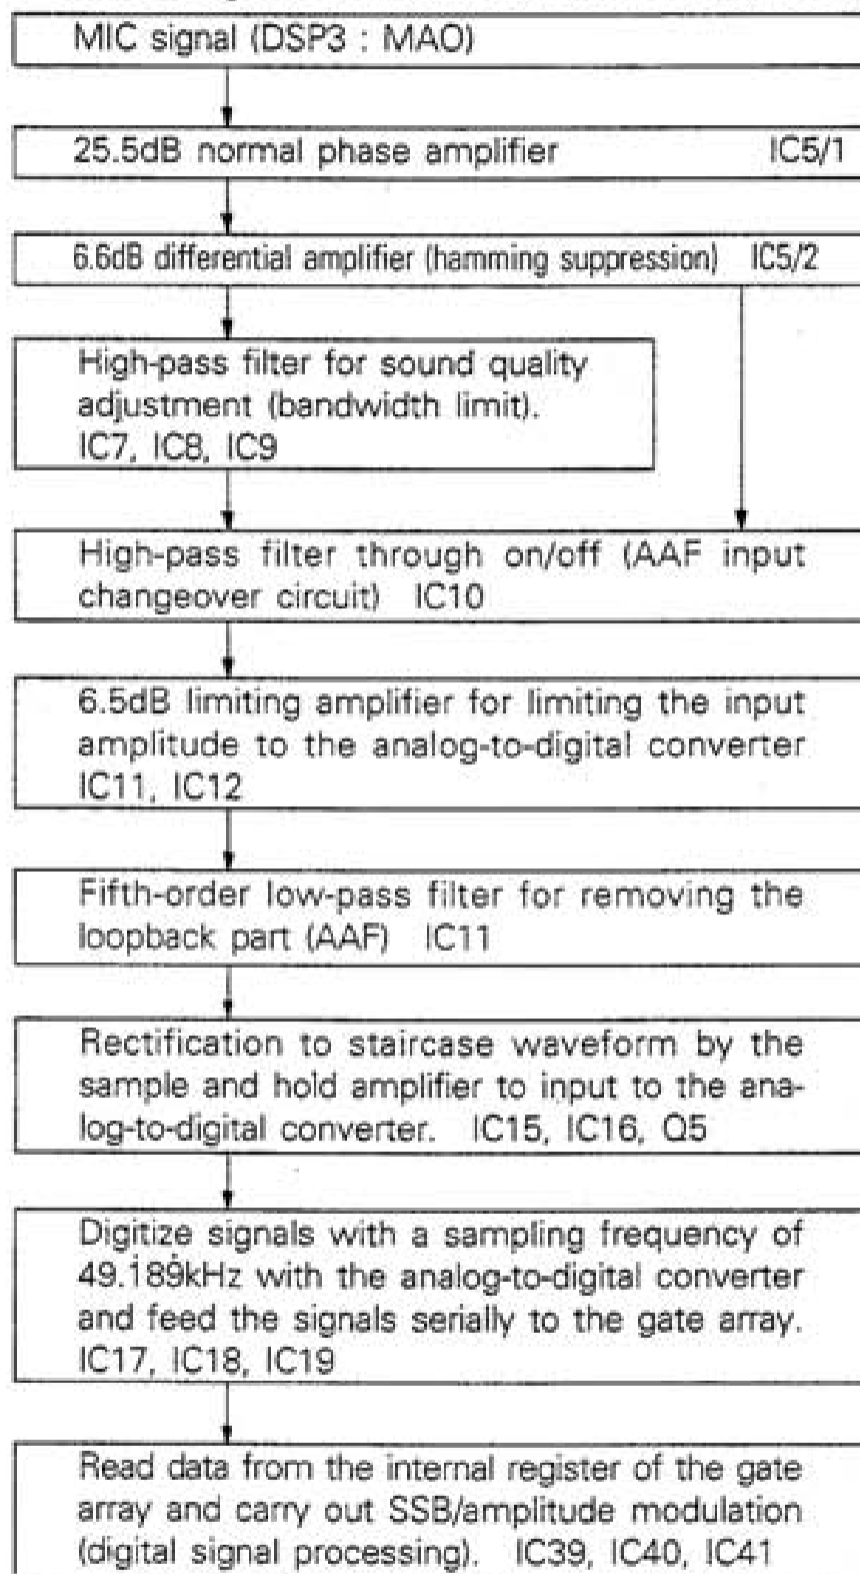 MIC signal (DSP3 : MAO)
25.5dB normal phase amplifier IC5/1
6.6dB differential amplifier (hamming suppression) IC5/2
High-pass filter for sound quality
adjustment (bandwidth limit).
IC7, IC8, IC9
High-pass filter through on/off (AAF input
changeover circuit) IC10
6.5dB limiting amplifier for limiting the input
amplitude to the analog-to-digital converter
IC11, IC12
Fifth-order low-pass filter for removing the
loopback part (AAF) IC11
Rectification to staircase waveform by the
sample and hold amplifier to input to the ana-
log-to-digital converter. IC15, IC16, Q5
Digitize signals with a sampling frequency of
49.1̇89̇kHz with the analog-to-digital converter
and feed the signals serially to the gate array.
IC17, IC18, IC19
Read data from the internal register of the gate
array and carry out SSB/amplitude modulation
(digital signal processing). IC39, IC40, IC41